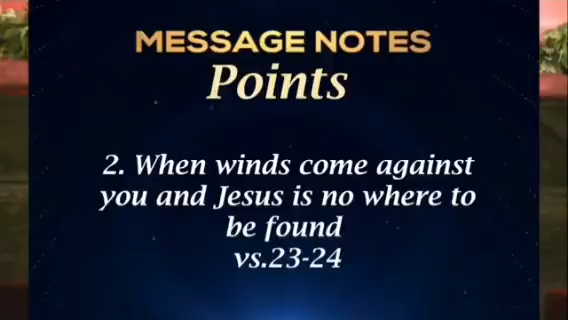 MESSAGE NOTES
Points
2. When winds come against
you and Jesus is no where to
be found
vs.23-24